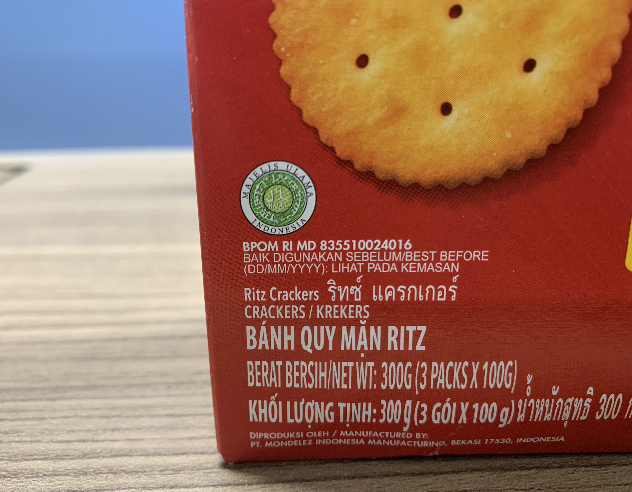 MAJELIS ULAMA
INDONESIA
BPOM RI MD 835510024016
BAIK DIGUNAKAN SEBELUM/BEST BEFORE
(DD/MM/YYYY): LIHAT PADA KEMASAN
Ritz Crackers ริทซ์ แครกเกอร์
CRACKERS / KREKERS
BÁNH QUY MẶN RITZ
BERAT BERSIH/NET WT: 300G (3 PACKS X 100G)
KHỐI LƯỢNG TỊNH: 300 g (3 GÓI X 100 g) น้ำหนักสุทธิ 300
DIPRODUKSI OLEH / MANUFACTURED BY:
PT. MONDELEZ INDONESIA MANUFACTURING. BEKASI 17530, INDONESIA